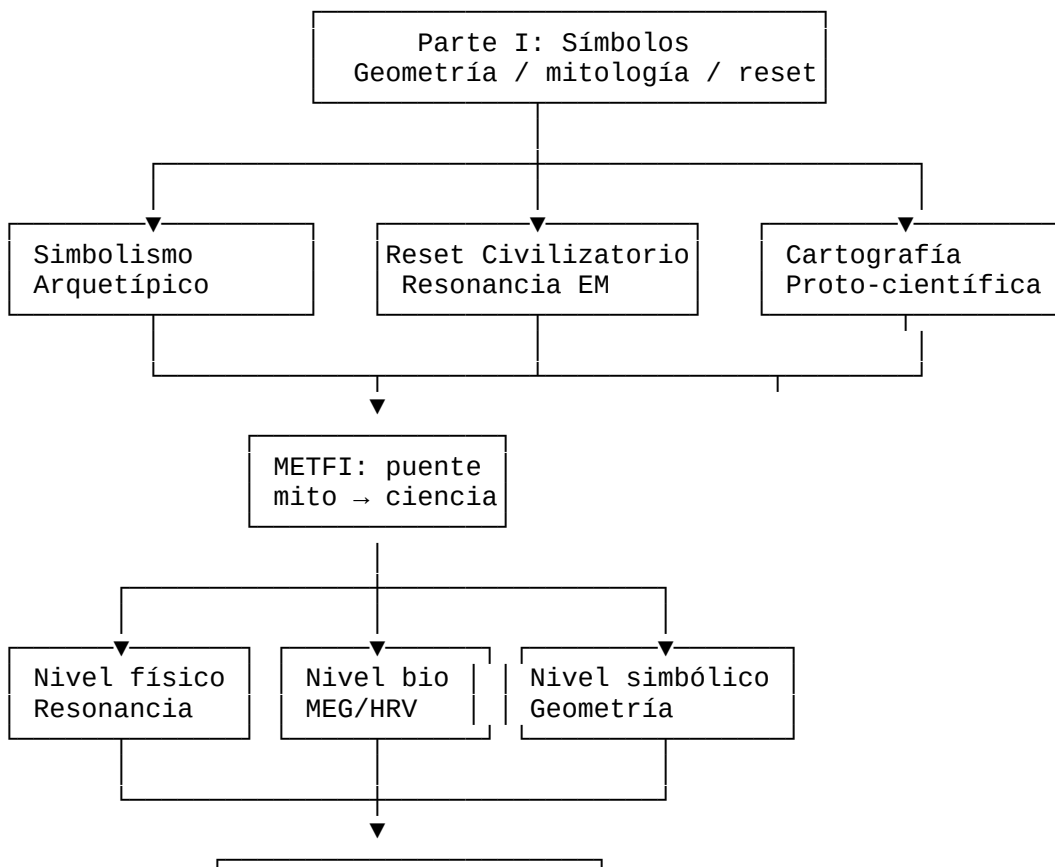 Parte I: Símbolos
Geometría / mitología / reset
Simbolismo
Arquetípico
Reset Civilizatorio
Resonancia EM
Cartografía
Proto-científica
METFI: puente
mito → ciencia
Nivel físico
Resonancia
Nivel bio
MEG/HRV
Nivel simbólico
Geometría